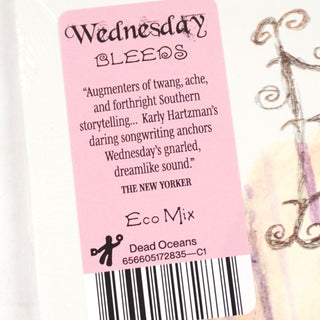 Wednesday
BLEEDS
“Augmenters of twang, ache,
and forthright Southern
storytelling... Karly Hartzman’s
daring songwriting anchors
Wednesday’s gnarled,
dreamlike sound.”
THE NEW YORKER
Eco Mix
Dead Oceans
656605172835—C1